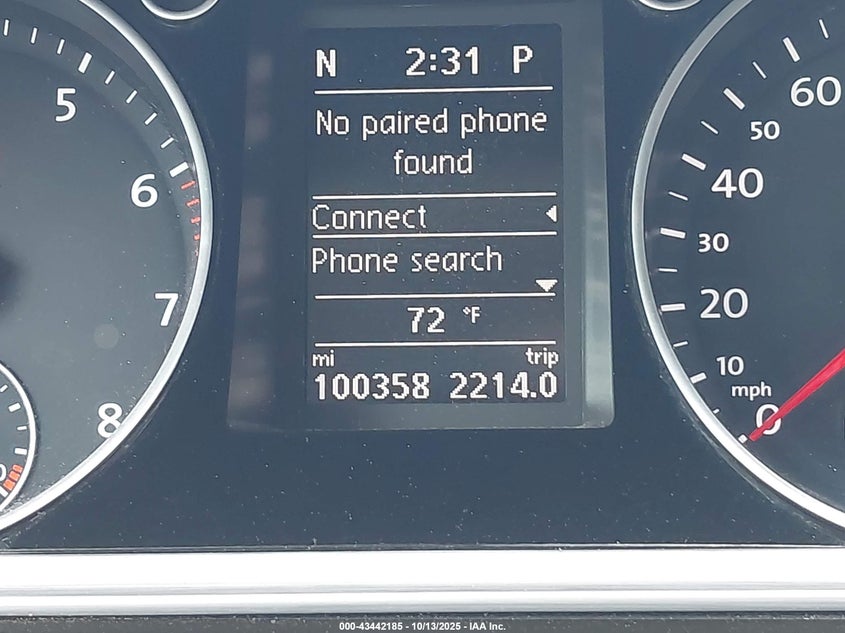 N 2:31 P
No paired phone
found
Connect
Phone search
72 °F
mi trip
100358 2214.0
5
6
7
8
60
50
40
30
20
10
mph
0
000-43442185 - 10/13/2025 - IAA Inc.